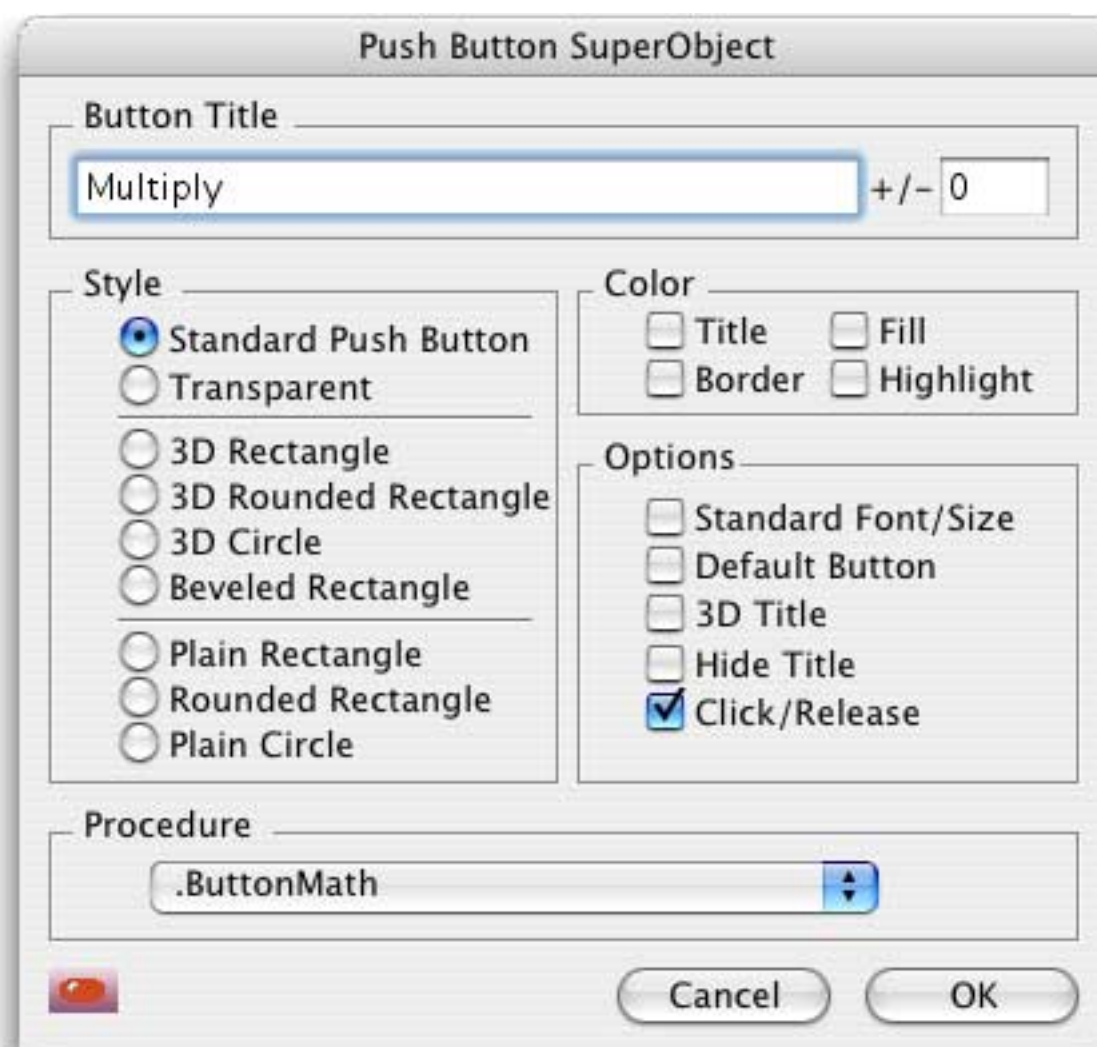 Push Button SuperObject
Button Title
Multiply +/- 0
Style
Standard Push Button
Transparent
3D Rectangle
3D Rounded Rectangle
3D Circle
Beveled Rectangle
Plain Rectangle
Rounded Rectangle
Plain Circle
Color
Title Fill
Border Highlight
Options
Standard Font/Size
Default Button
3D Title
Hide Title
Click/Release
Procedure
.ButtonMath
Cancel OK